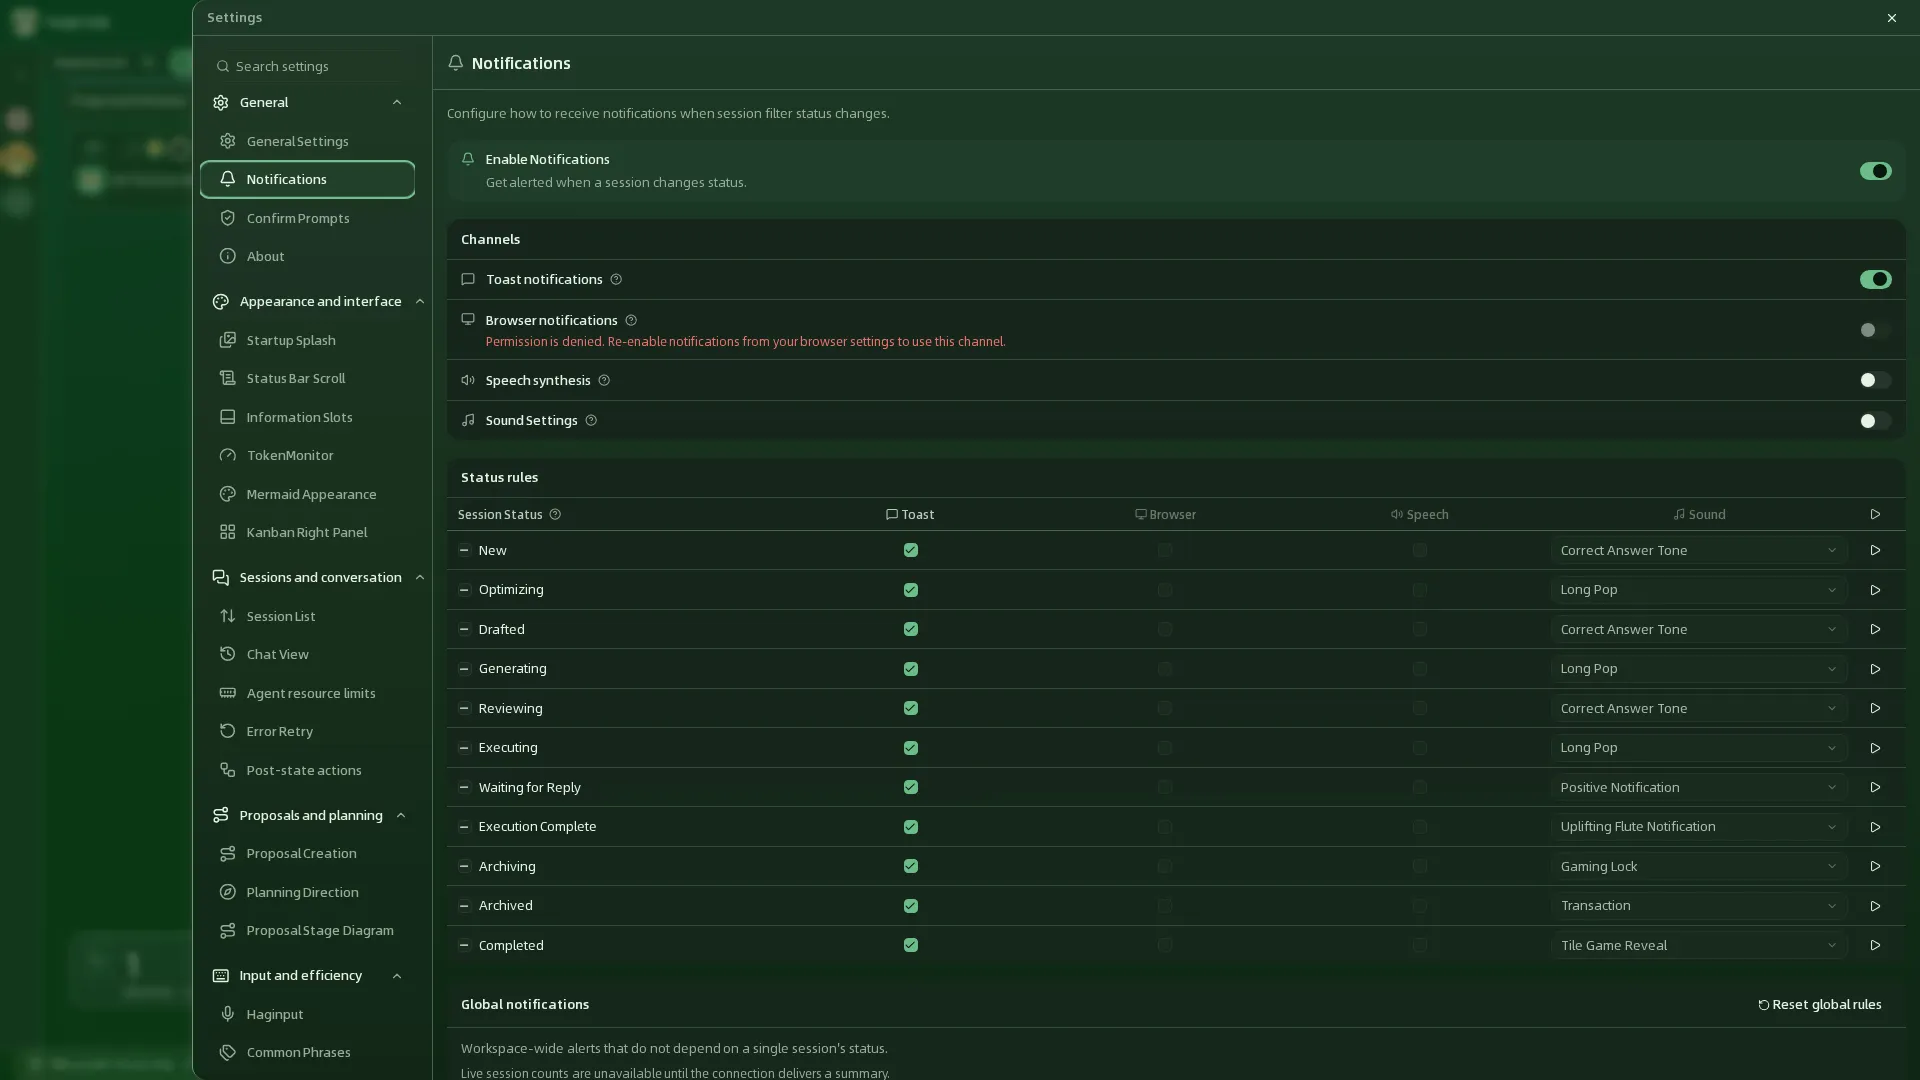 Settings
Search settings
General
General Settings
Notifications
Confirm Prompts
About
Appearance and interface
Startup Splash
Status Bar Scroll
Information Slots
TokenMonitor
Mermaid Appearance
Kanban Right Panel
Sessions and conversation
Session List
Chat View
Agent resource limits
Error Retry
Post-state actions
Proposals and planning
Proposal Creation
Planning Direction
Proposal Stage Diagram
Input and efficiency
Haginput
Common Phrases
Notifications
Configure how to receive notifications when session filter status changes.
Enable Notifications
Get alerted when a session changes status.
Channels
Toast notifications
Browser notifications
Permission is denied. Re-enable notifications from your browser settings to use this channel.
Speech synthesis
Sound Settings
Status rules
Session Status Toast Browser Speech Sound
New Correct Answer Tone
Optimizing Long Pop
Drafted Correct Answer Tone
Generating Long Pop
Reviewing Correct Answer Tone
Executing Long Pop
Waiting for Reply Positive Notification
Execution Complete Uplifting Flute Notification
Archiving Gaming Lock
Archived Transaction
Completed Tile Game Reveal
Global notifications Reset global rules
Workspace-wide alerts that do not depend on a single session's status.
Live session counts are unavailable until the connection delivers a summary.